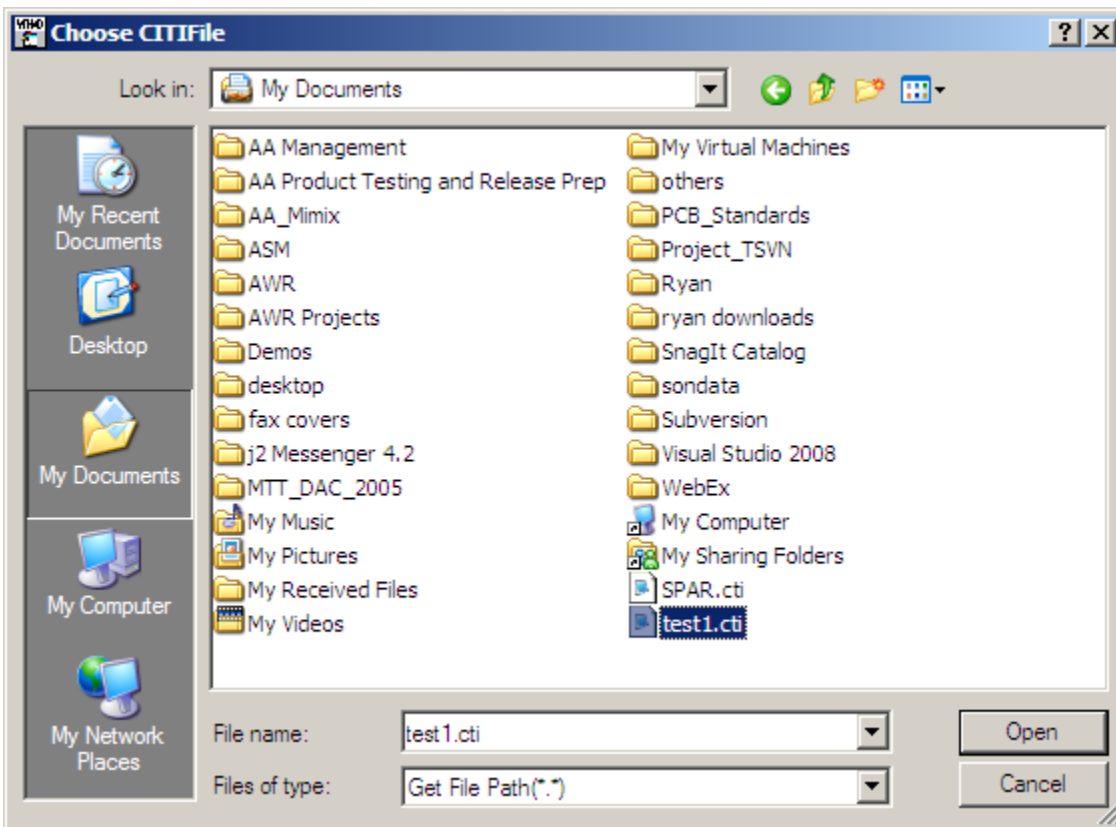 Choose CITIFile
Look in:
My Documents
My Recent
Documents
Desktop
My Documents
My Computer
My Network
Places
AA Management
AA Product Testing and Release Prep
AA_Mimix
ASM
AWR
AWR Projects
Demos
desktop
fax covers
j2 Messenger 4.2
MTT_DAC_2005
My Music
My Pictures
My Received Files
My Videos
My Virtual Machines
others
PCB_Standards
Project_TSVN
Ryan
ryan downloads
SnagIt Catalog
sondata
Subversion
Visual Studio 2008
WebEx
My Computer
My Sharing Folders
SPAR.cti
test1.cti
File name:
test1.cti
Open
Files of type:
Get File Path(*.*)
Cancel